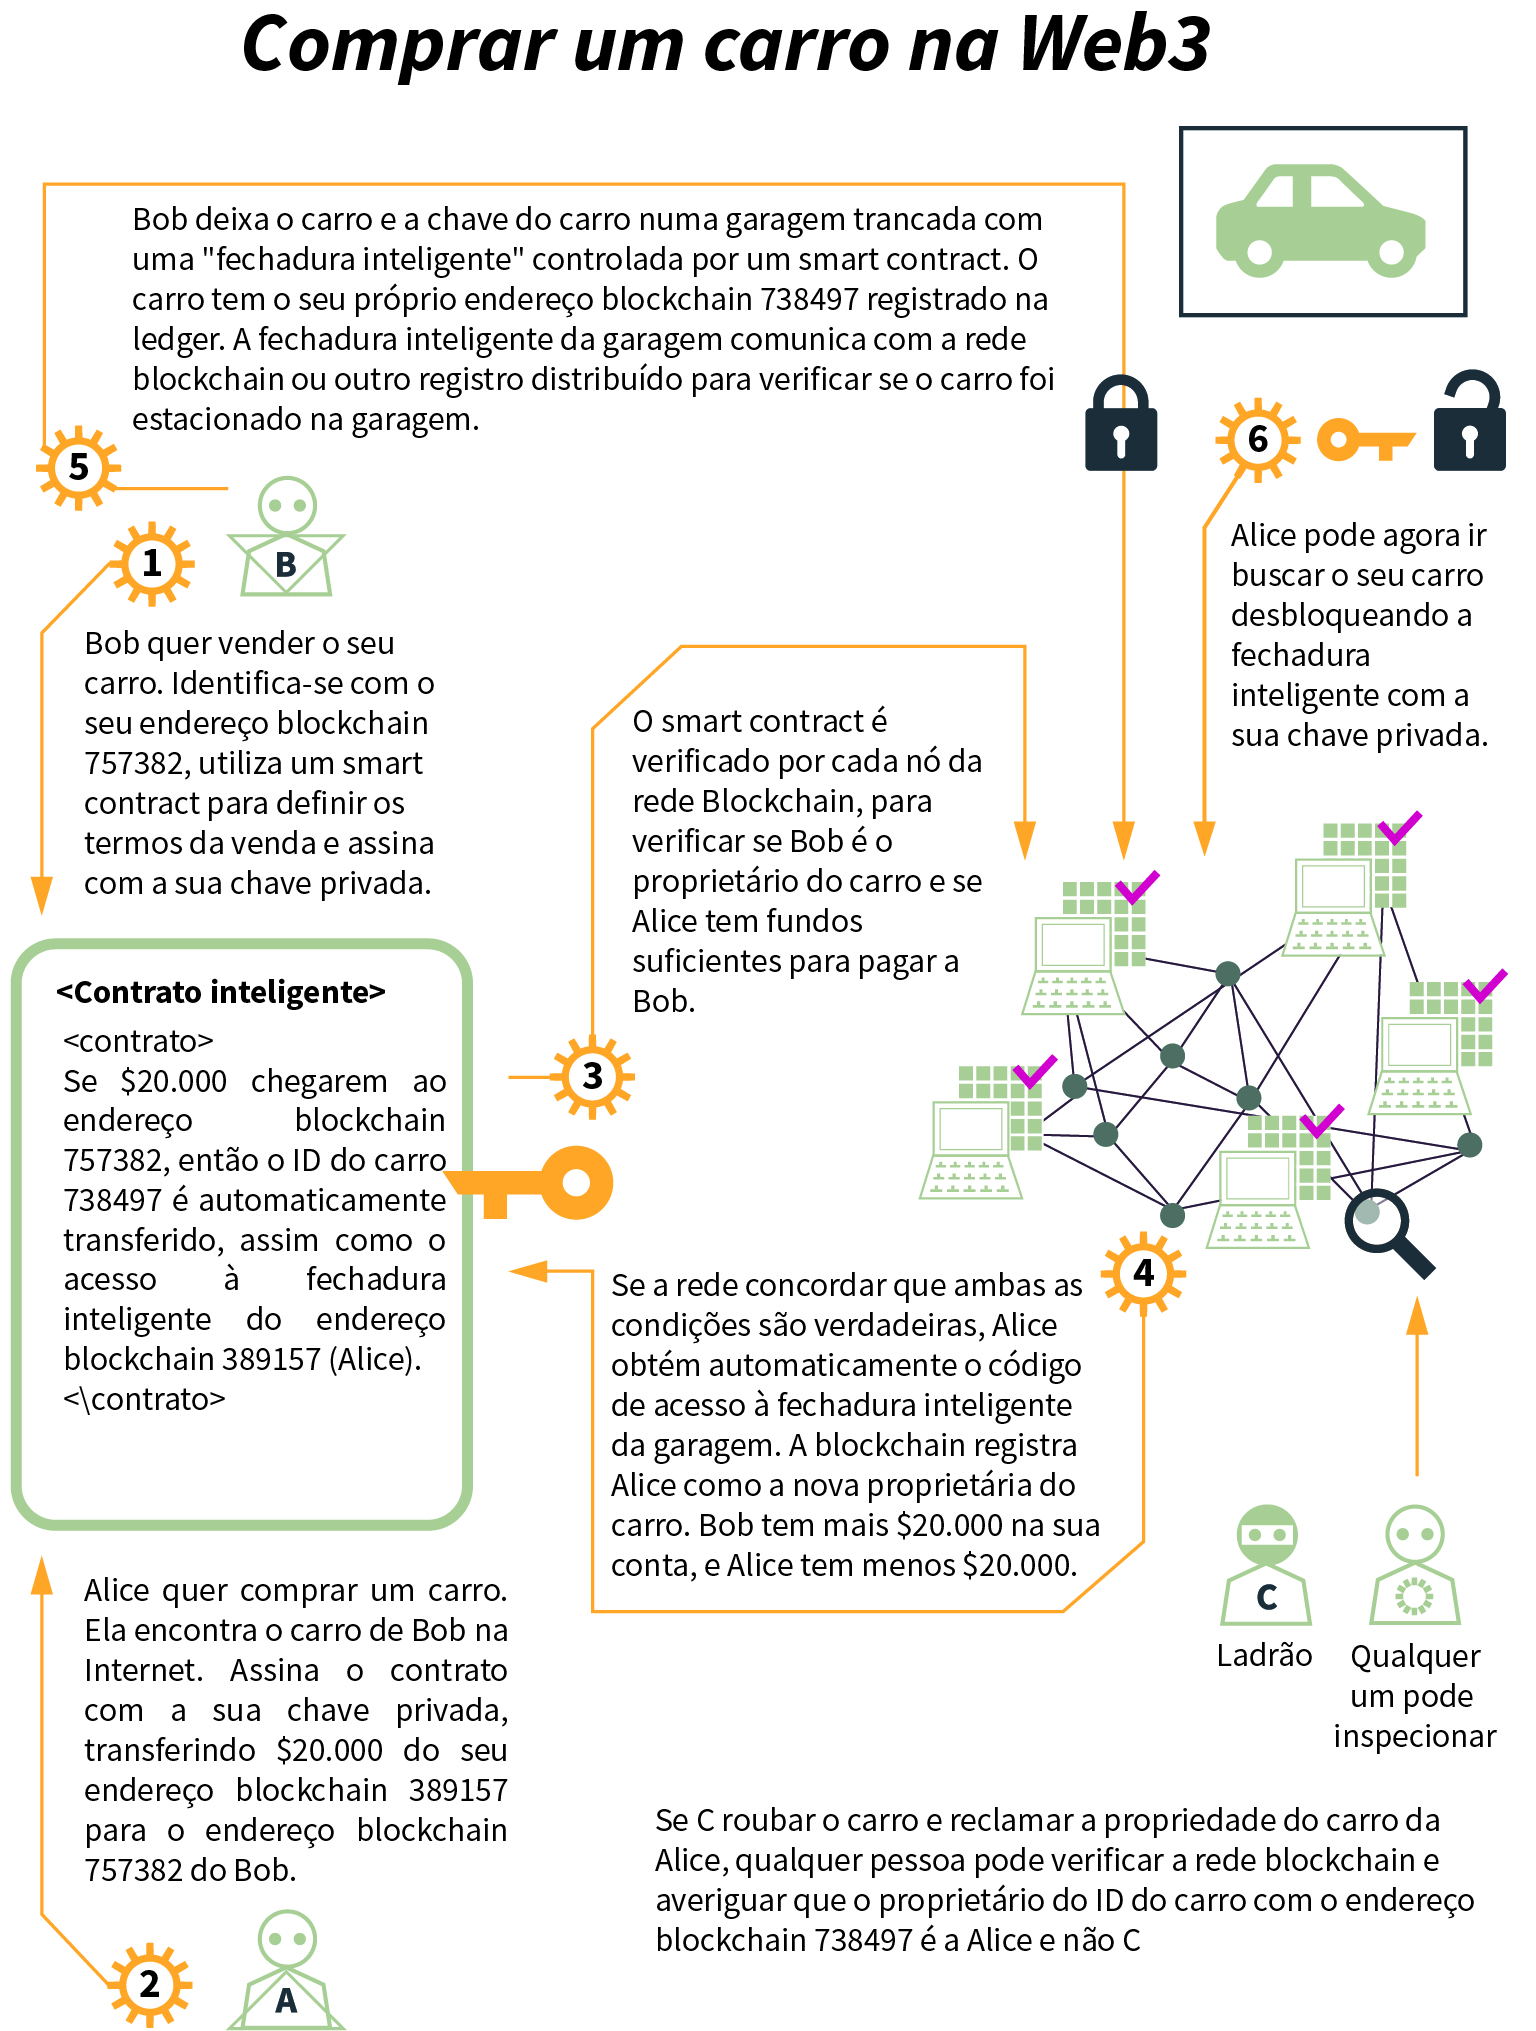 Comprar um carro na Web3
Bob deixa o carro e a chave do carro numa garagem trancada com
uma "fechadura inteligente" controlada por um smart contract. O
carro tem o seu próprio endereço blockchain 738497 registrado na
ledger. A fechadura inteligente da garagem comunica com a rede
blockchain ou outro registro distribuído para verificar se o carro foi
estacionado na garagem.
5
6
Alice pode agora ir
buscar o seu carro
desbloqueando a
fechadura
inteligente com a
sua chave privada.
B
1
Bob quer vender o seu
carro. Identifica-se com o
seu endereço blockchain
757382, utiliza um smart
contract para definir os
termos da venda e assina
com a sua chave privada.
O smart contract é
verificado por cada nó da
rede Blockchain, para
verificar se Bob é o
proprietário do carro e se
Alice tem fundos
suficientes para pagar a
Bob.
3
<Contrato inteligente>
<contrato>
Se $20.000 chegarem ao
endereço blockchain
757382, então o ID do carro
738497 é automaticamente
transferido, assim como o
acesso à fechadura
inteligente do endereço
blockchain 389157 (Alice).
<\contrato>
4
Se a rede concordar que ambas as
condições são verdadeiras, Alice
obtém automaticamente o código
de acesso à fechadura inteligente
da garagem. A blockchain registra
Alice como a nova proprietária do
carro. Bob tem mais $20.000 na sua
conta, e Alice tem menos $20.000.
C
Ladrão
Qualquer
um pode
inspecionar
Alice quer comprar um carro.
Ela encontra o carro de Bob na
Internet. Assina o contrato
com a sua chave privada,
transferindo $20.000 do seu
endereço blockchain 389157
para o endereço blockchain
757382 do Bob.
2
A
Se C roubar o carro e reclamar a propriedade do carro da
Alice, qualquer pessoa pode verificar a rede blockchain e
averiguar que o proprietário do ID do carro com o endereço
blockchain 738497 é a Alice e não C